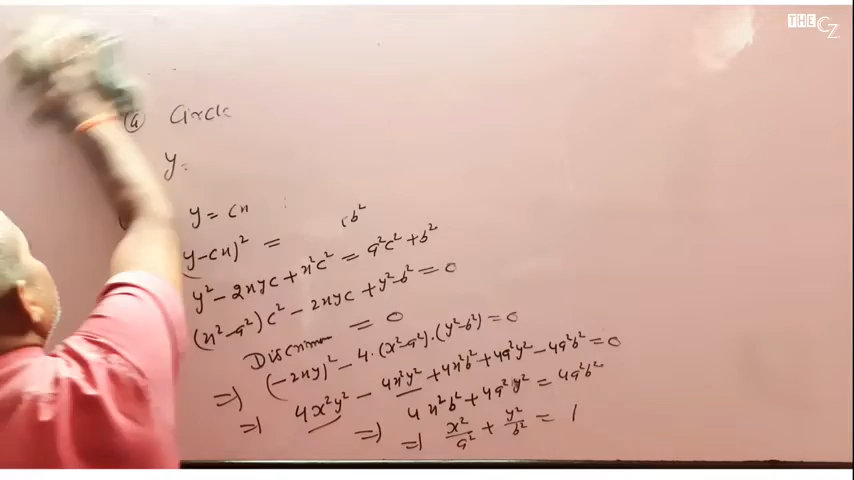 THE CZ
(a) Circle
y =
y = cx
cb²
y - cx)² =
y² - 2xyc + x²c² = a²c² + b²
(x² - a²)c² - 2xyc + y² - b² = 0
Discrimin = 0
=) (-2xy)² - 4.(x² - a²).(y² - b²) = 0
=) 4x²y² - 4x²y² + 4x²b² + 4a²y² - 4a²b² = 0
=) 4x²b² + 4a²y² = 4a²b²
=) x²/a² + y²/b² = 1